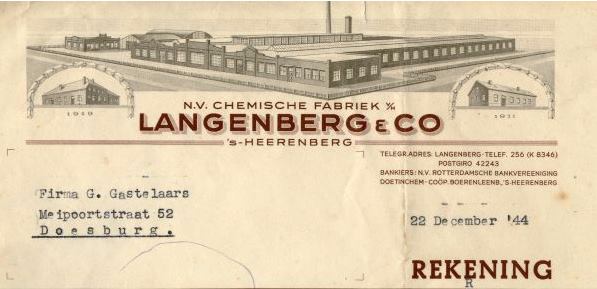 1919
1911
N.V. CHEMISCHE FABRIEK V/H
LANGENBERG & CO
's-HEERENBERG
TELEGR. ADRES: LANGENBERG - TELEF. 256 (K 8346)
POSTGIRO 42243
BANKIERS: N.V. ROTTERDAMSCHE BANKVEREENIGING
DOETINCHEM - COÖP. BOERENLEENB., 'S-HEERENBERG
Firma G. Gastelaars
Meipoortstraat 52
Doesburg.
22 December '44
REKENING
R